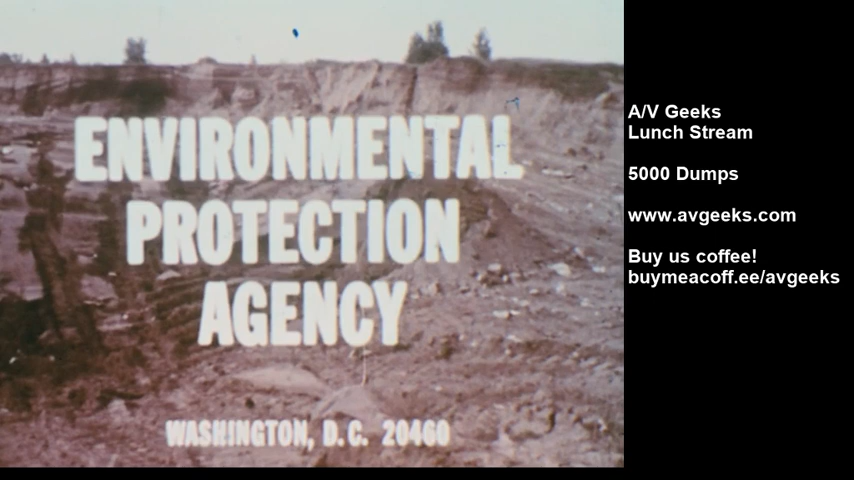 ENVIRONMENTAL
PROTECTION
AGENCY
WASHINGTON, D.C. 20460
A/V Geeks
Lunch Stream
5000 Dumps
www.avgeeks.com
Buy us coffee!
buymeacoff.ee/avgeeks